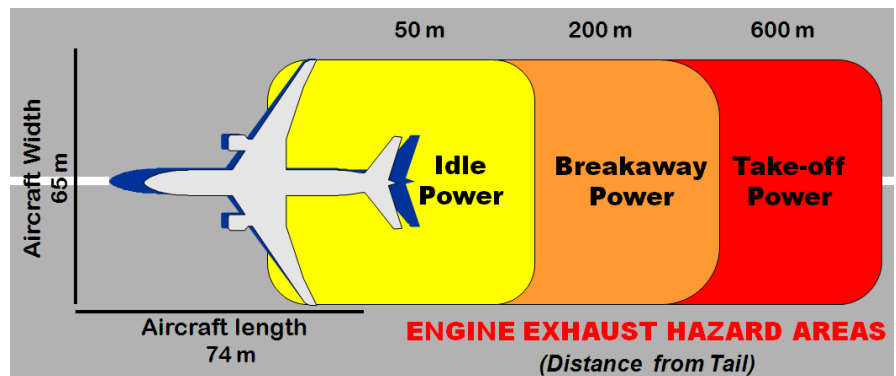 50 m
200 m
600 m
Aircraft Width
65 m
Idle
Power
Breakaway
Power
Take-off
Power
Aircraft length
74 m
ENGINE EXHAUST HAZARD AREAS
(Distance from Tail)